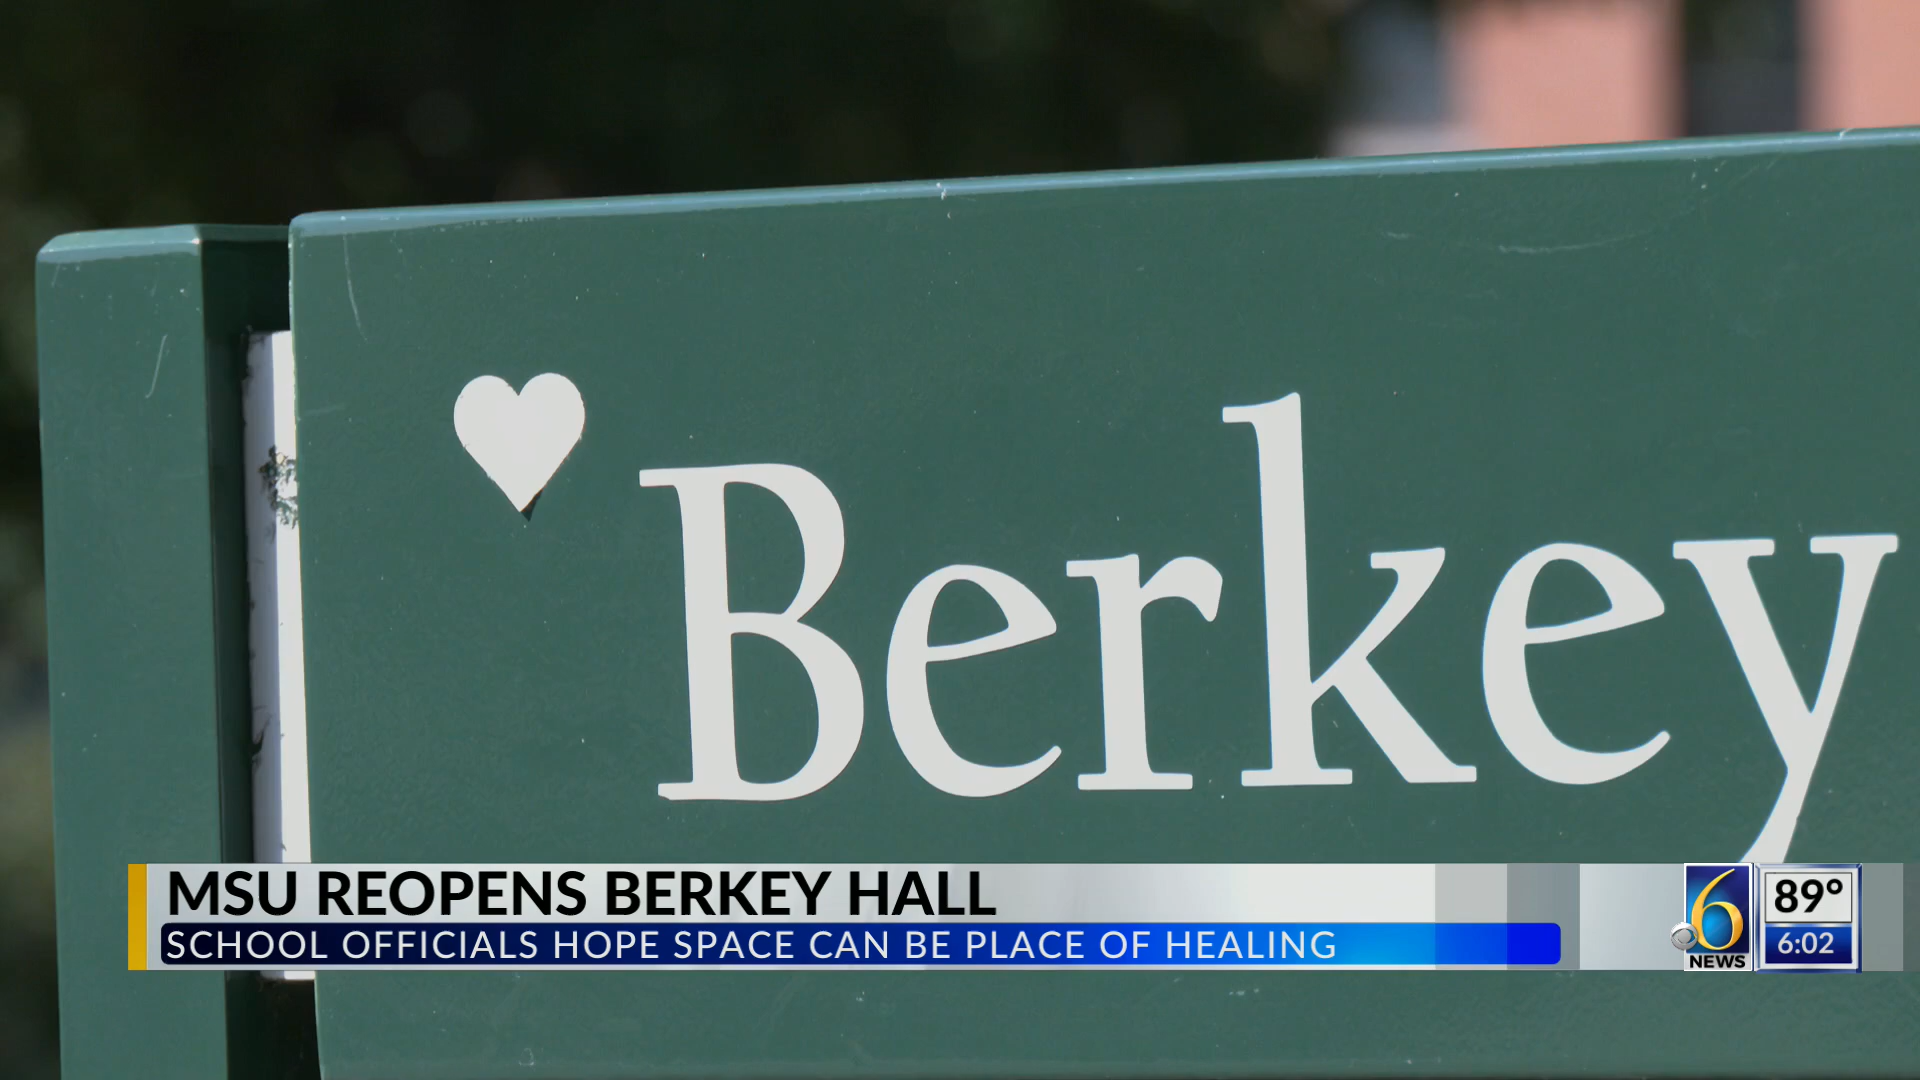 Berkey
MSU REOPENS BERKEY HALL
SCHOOL OFFICIALS HOPE SPACE CAN BE PLACE OF HEALING
6
NEWS
89°
6:02